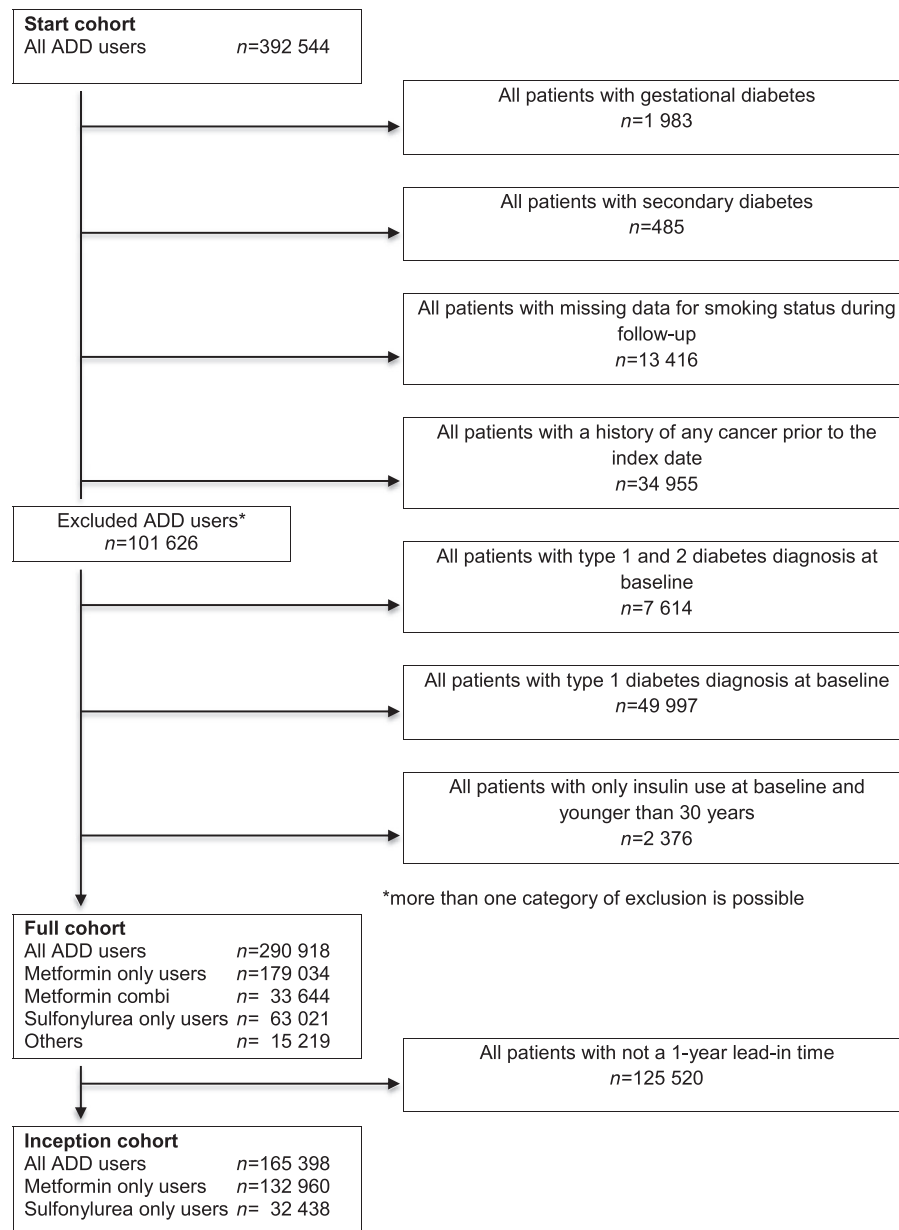 Start cohort
All ADD users n=392 544
All patients with gestational diabetes
n=1 983
All patients with secondary diabetes
n=485
All patients with missing data for smoking status during
follow-up
n=13 416
All patients with a history of any cancer prior to the
index date
n=34 955
Excluded ADD users*
n=101 626
All patients with type 1 and 2 diabetes diagnosis at
baseline
n=7 614
All patients with type 1 diabetes diagnosis at baseline
n=49 997
All patients with only insulin use at baseline and
younger than 30 years
n=2 376
*more than one category of exclusion is possible
Full cohort
All ADD users n=290 918
Metformin only users n=179 034
Metformin combi n= 33 644
Sulfonylurea only users n= 63 021
Others n= 15 219
All patients with not a 1-year lead-in time
n=125 520
Inception cohort
All ADD users n=165 398
Metformin only users n=132 960
Sulfonylurea only users n= 32 438